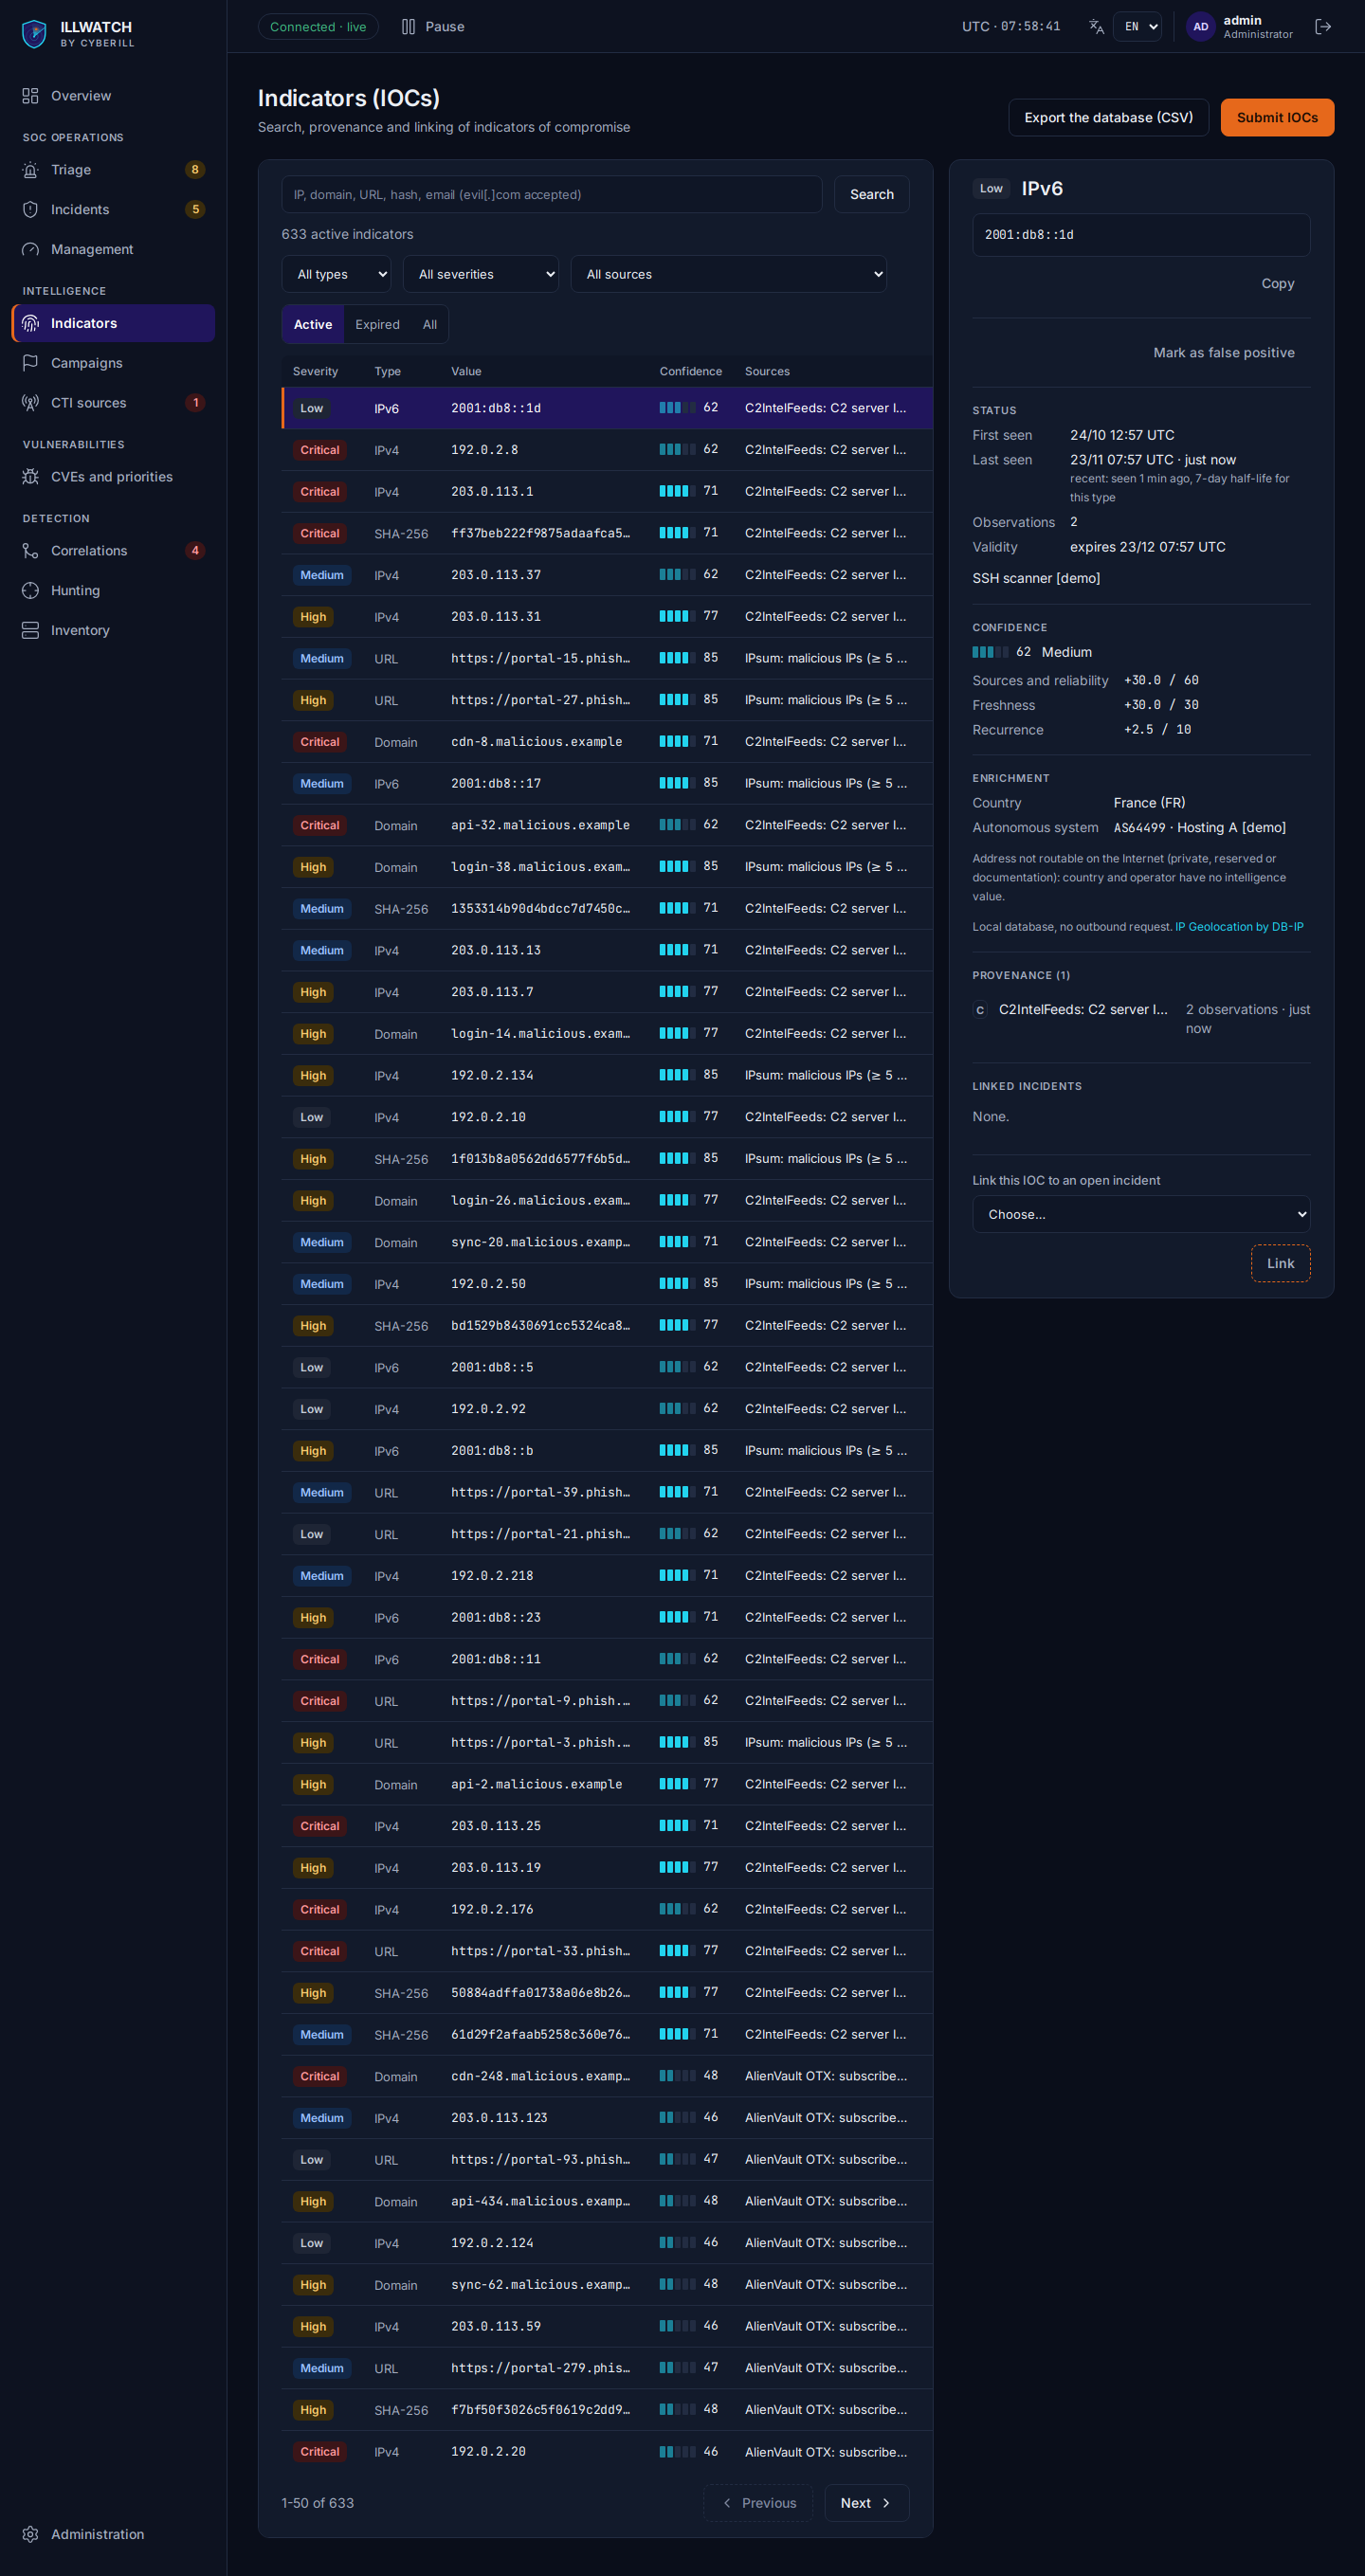 ILLWATCH
BY CYBERILL
Overview
SOC OPERATIONS
Triage 8
Incidents 5
Management
INTELLIGENCE
Indicators
Campaigns
CTI sources 1
VULNERABILITIES
CVEs and priorities
DETECTION
Correlations 4
Hunting
Inventory
Administration
Connected · live
Pause
UTC · 07:58:41
EN
AD
admin
Administrator
Indicators (IOCs)
Search, provenance and linking of indicators of compromise
Export the database (CSV)
Submit IOCs
IP, domain, URL, hash, email (evil[.]com accepted)
Search
633 active indicators
All types
All severities
All sources
Active Expired All
Severity Type Value Confidence Sources
Low IPv6 2001:db8::1d 62 C2IntelFeeds: C2 server I...
Critical IPv4 192.0.2.8 62 C2IntelFeeds: C2 server I...
Critical IPv4 203.0.113.1 71 C2IntelFeeds: C2 server I...
Critical SHA-256 ff37beb222f9875adaafca5… 71 C2IntelFeeds: C2 server I...
Medium IPv4 203.0.113.37 62 C2IntelFeeds: C2 server I...
High IPv4 203.0.113.31 77 C2IntelFeeds: C2 server I...
Medium URL https://portal-15.phish… 85 IPsum: malicious IPs (≥ 5 ...
High URL https://portal-27.phish… 85 IPsum: malicious IPs (≥ 5 ...
Critical Domain cdn-8.malicious.example 71 C2IntelFeeds: C2 server I...
Medium IPv6 2001:db8::17 85 IPsum: malicious IPs (≥ 5 ...
Critical Domain api-32.malicious.example 62 C2IntelFeeds: C2 server I...
High Domain login-38.malicious.exam… 85 IPsum: malicious IPs (≥ 5 ...
Medium SHA-256 1353314b90d4bdcc7d7450c… 71 C2IntelFeeds: C2 server I...
Medium IPv4 203.0.113.13 71 C2IntelFeeds: C2 server I...
High IPv4 203.0.113.7 77 C2IntelFeeds: C2 server I...
High Domain login-14.malicious.exam… 77 C2IntelFeeds: C2 server I...
High IPv4 192.0.2.134 85 IPsum: malicious IPs (≥ 5 ...
Low IPv4 192.0.2.10 77 C2IntelFeeds: C2 server I...
High SHA-256 1f013b8a0562dd6577f6b5d… 85 IPsum: malicious IPs (≥ 5 ...
High Domain login-26.malicious.exam… 77 C2IntelFeeds: C2 server I...
Medium Domain sync-20.malicious.examp… 71 C2IntelFeeds: C2 server I...
Medium IPv4 192.0.2.50 85 IPsum: malicious IPs (≥ 5 ...
High SHA-256 bd1529b8430691cc5324ca8… 77 C2IntelFeeds: C2 server I...
Low IPv6 2001:db8::5 62 C2IntelFeeds: C2 server I...
Low IPv4 192.0.2.92 62 C2IntelFeeds: C2 server I...
High IPv6 2001:db8::b 85 IPsum: malicious IPs (≥ 5 ...
Medium URL https://portal-39.phish… 71 C2IntelFeeds: C2 server I...
Low URL https://portal-21.phish… 62 C2IntelFeeds: C2 server I...
Medium IPv4 192.0.2.218 71 C2IntelFeeds: C2 server I...
High IPv6 2001:db8::23 71 C2IntelFeeds: C2 server I...
Critical IPv6 2001:db8::11 62 C2IntelFeeds: C2 server I...
Critical URL https://portal-9.phish.… 62 C2IntelFeeds: C2 server I...
High URL https://portal-3.phish.… 85 IPsum: malicious IPs (≥ 5 ...
High Domain api-2.malicious.example 77 C2IntelFeeds: C2 server I...
Critical IPv4 203.0.113.25 71 C2IntelFeeds: C2 server I...
High IPv4 203.0.113.19 77 C2IntelFeeds: C2 server I...
Critical IPv4 192.0.2.176 62 C2IntelFeeds: C2 server I...
Critical URL https://portal-33.phish… 77 C2IntelFeeds: C2 server I...
High SHA-256 50884adffa01738a06e8b26… 77 C2IntelFeeds: C2 server I...
Medium SHA-256 61d29f2afaab5258c360e76… 71 C2IntelFeeds: C2 server I...
Critical Domain cdn-248.malicious.examp… 48 AlienVault OTX: subscribe...
Medium IPv4 203.0.113.123 46 AlienVault OTX: subscribe...
Low URL https://portal-93.phish… 47 AlienVault OTX: subscribe...
High Domain api-434.malicious.examp… 48 AlienVault OTX: subscribe...
Low IPv4 192.0.2.124 46 AlienVault OTX: subscribe...
High Domain sync-62.malicious.examp… 48 AlienVault OTX: subscribe...
High IPv4 203.0.113.59 46 AlienVault OTX: subscribe...
Medium URL https://portal-279.phis… 47 AlienVault OTX: subscribe...
High SHA-256 f7bf50f3026c5f0619c2dd9… 48 AlienVault OTX: subscribe...
Critical IPv4 192.0.2.20 46 AlienVault OTX: subscribe...
1-50 of 633
Previous
Next
Low IPv6
2001:db8::1d
Copy
Mark as false positive
STATUS
First seen 24/10 12:57 UTC
Last seen 23/11 07:57 UTC · just now
recent: seen 1 min ago, 7-day half-life for
this type
Observations 2
Validity expires 23/12 07:57 UTC
SSH scanner [demo]
CONFIDENCE
62 Medium
Sources and reliability +30.0 / 60
Freshness +30.0 / 30
Recurrence +2.5 / 10
ENRICHMENT
Country France (FR)
Autonomous system AS64499 · Hosting A [demo]
Address not routable on the Internet (private, reserved or
documentation): country and operator have no intelligence
value.
Local database, no outbound request. IP Geolocation by DB-IP
PROVENANCE (1)
C C2IntelFeeds: C2 server I... 2 observations · just
now
LINKED INCIDENTS
None.
Link this IOC to an open incident
Choose...
Link